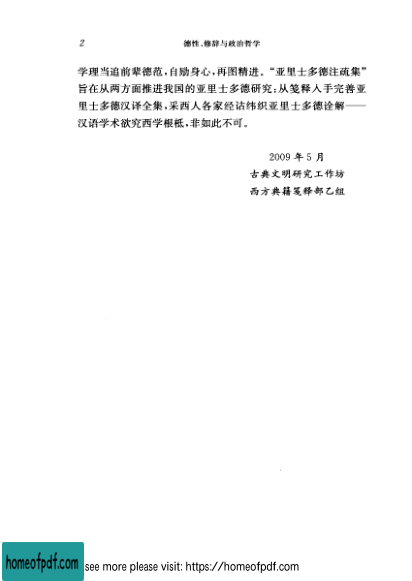 2 德性、修辞与政治哲学
学理当追前辈德范，自励身心，再图精进。“亚里士多德注疏集”
旨在从两方面推进我国的亚里士多德研究：从笺释入手完善亚
里士多德汉译全集，采西人各家经诂纬织亚里士多德诠解——
汉语学术欲究西学根柢，非如此不可。
2009 年 5 月
古典文明研究工作坊
西方典籍笺释部乙组
homeofpdf.com see more please visit: https://homeofpdf.com